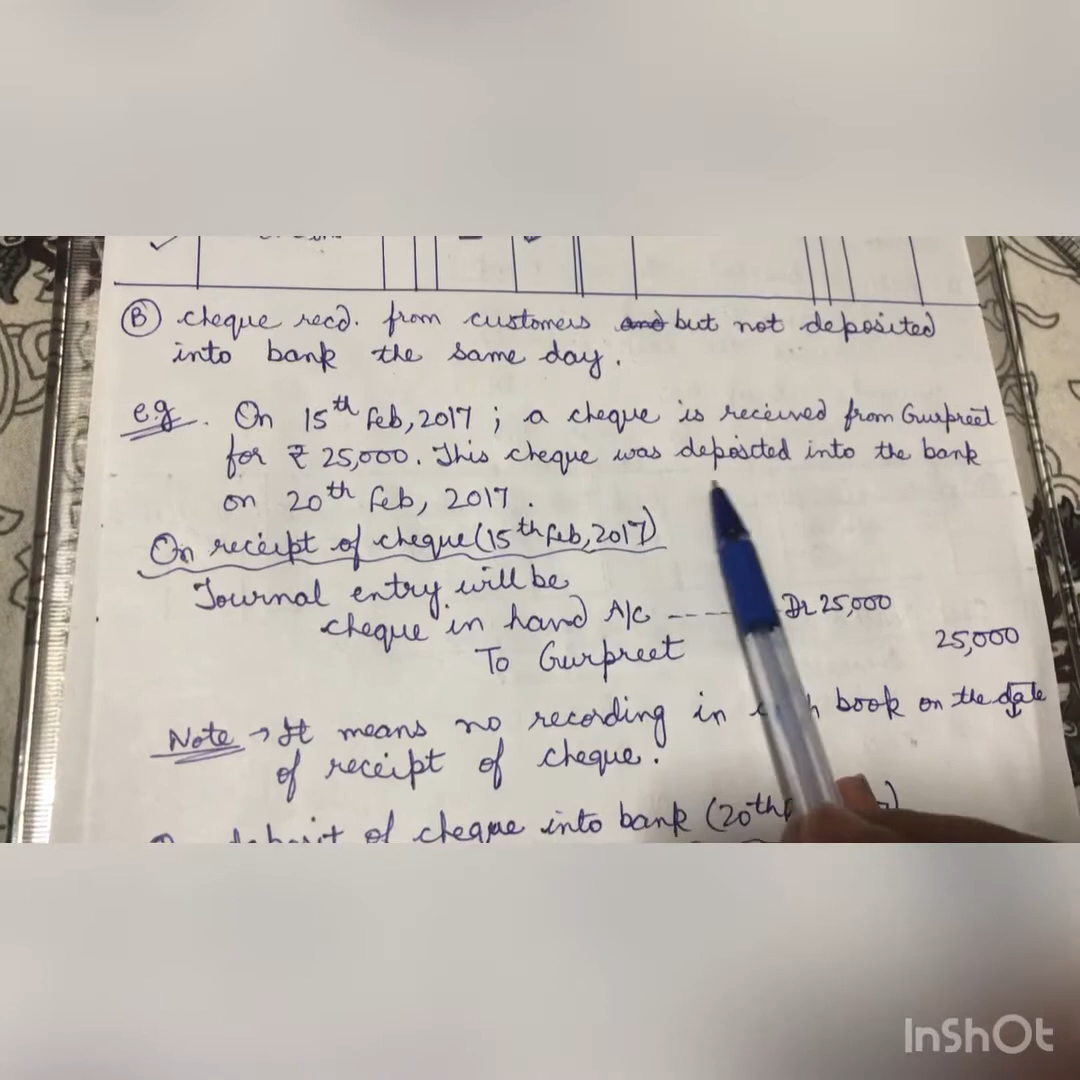 B cheque recd. from customers and but not deposited
into bank the same day.
e.g. On 15th Feb, 2017 ; a cheque is received from Gurpreet
for ₹ 25,000. This cheque was deposited into the bank
on 20th Feb, 2017.
On receipt of cheque (15th Feb, 2017)
Journal entry will be
cheque in hand A/C ------ Dr 25,000
To Gurpreet 25,000
Note → It means no recording in book on the date
of receipt of cheque.
of cheque into bank (20th
InShOt